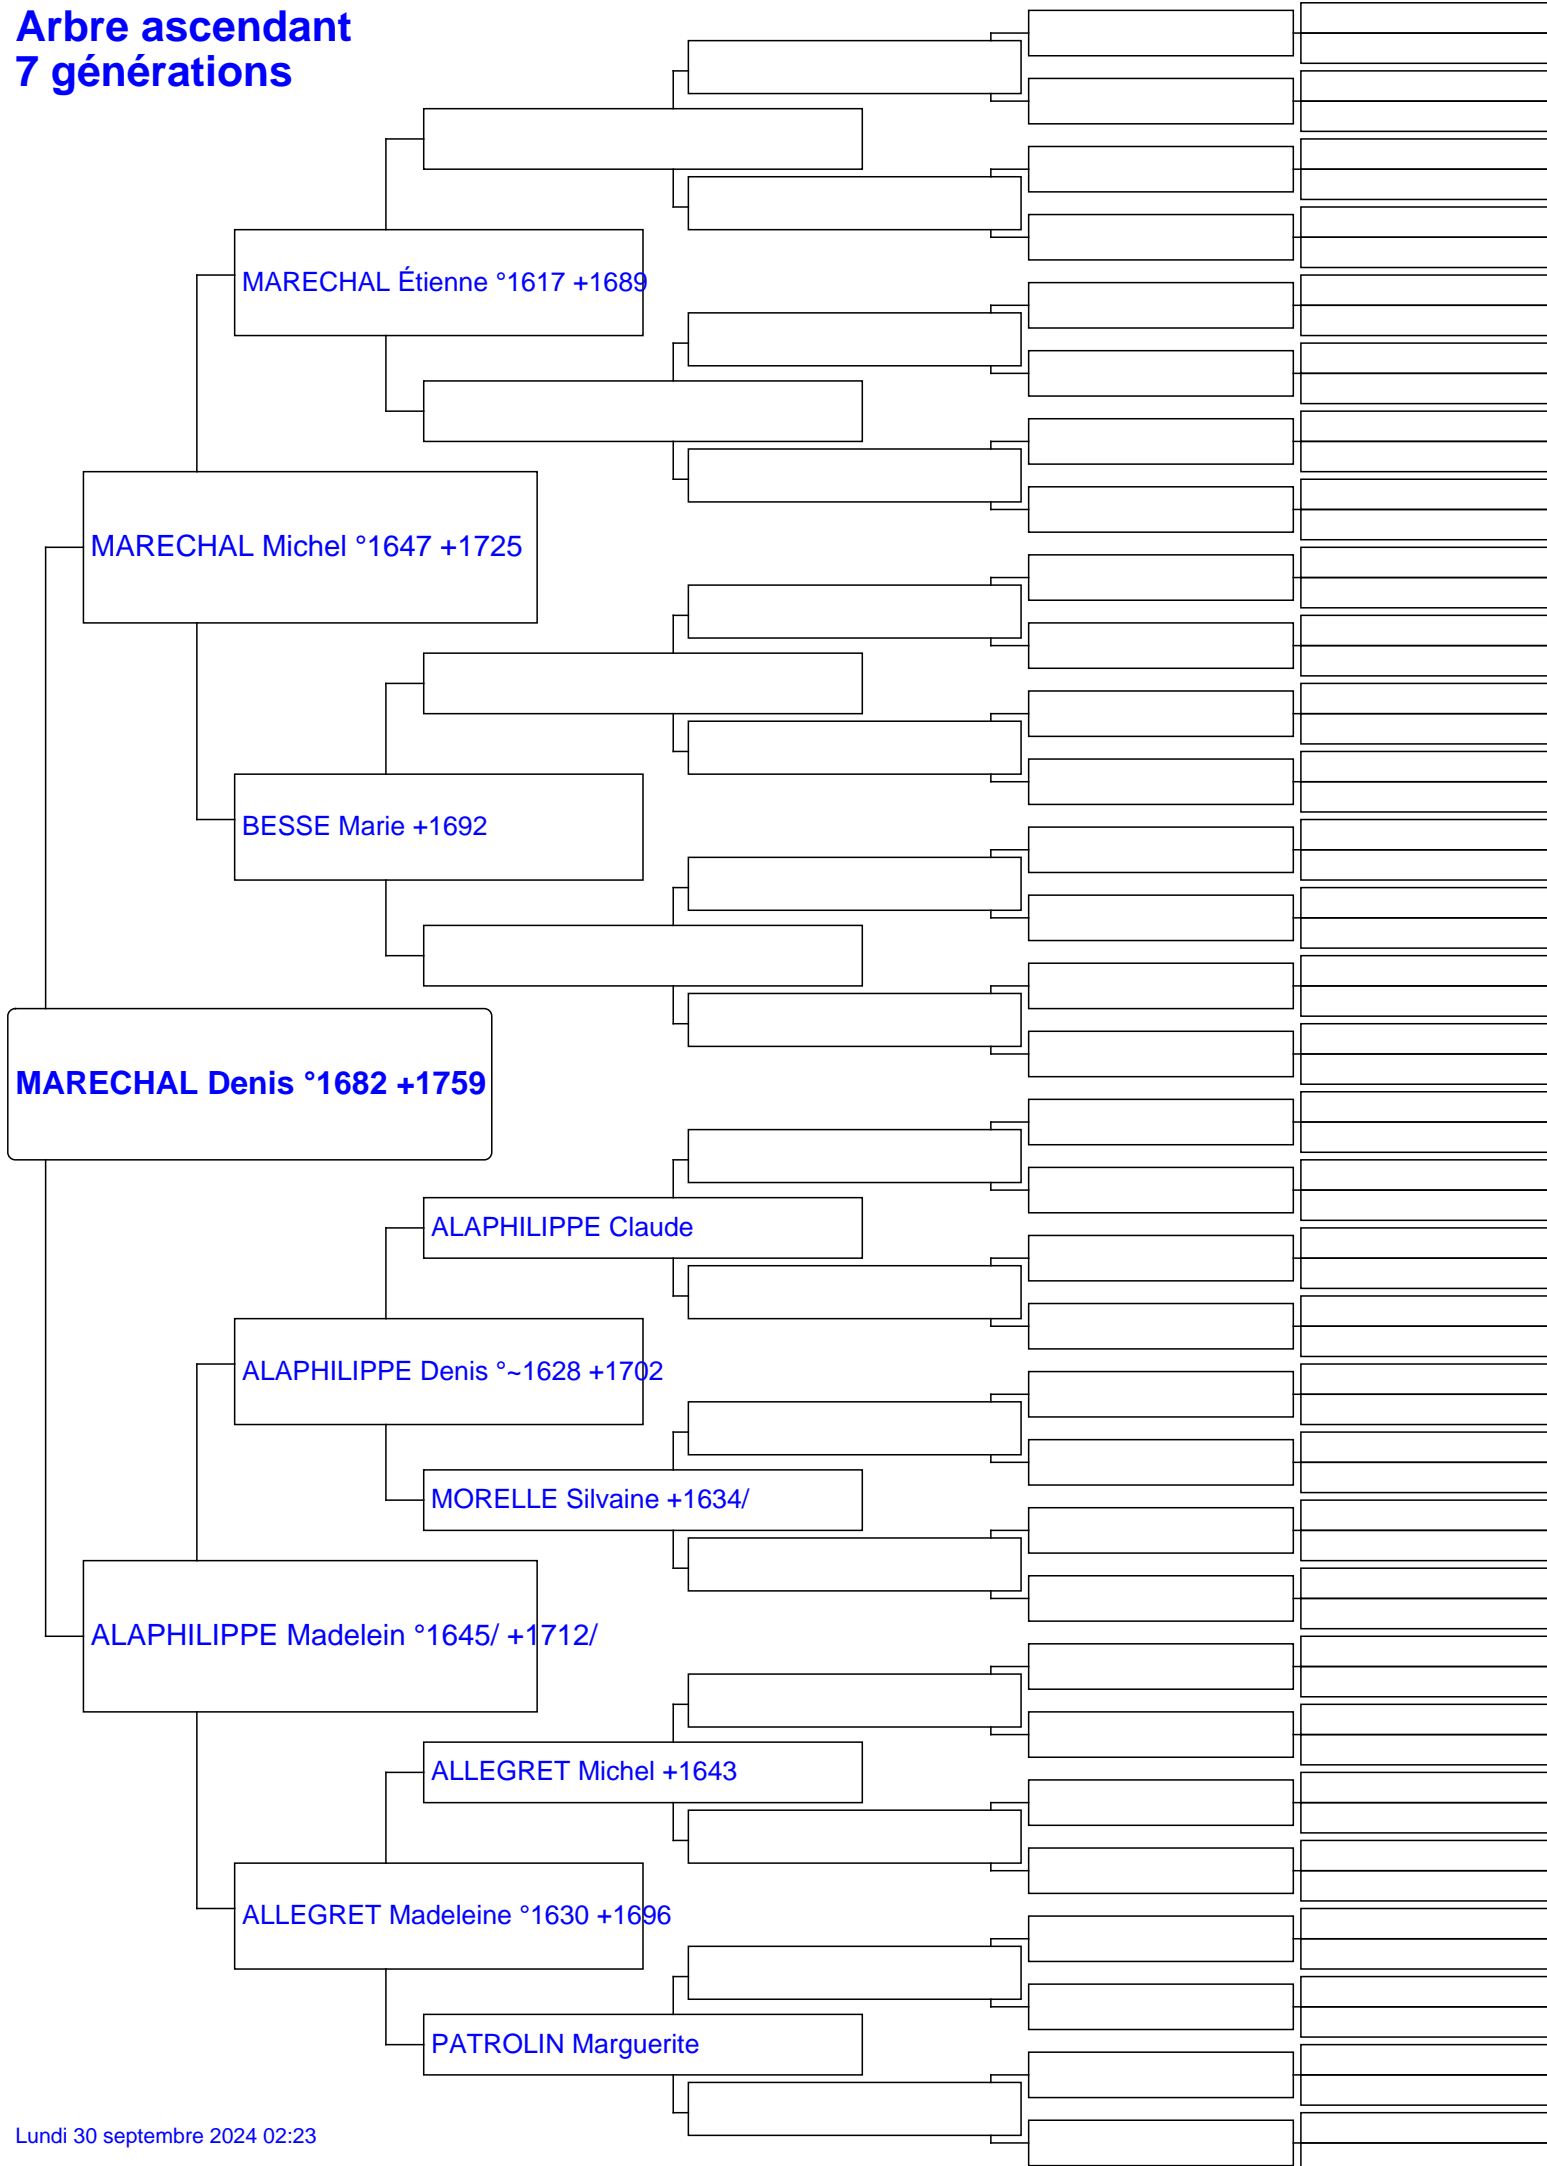 Arbre ascendant
7 générations
MARECHAL Étienne °1617 +1689
MARECHAL Michel °1647 +1725
BESSE Marie +1692
MARECHAL Denis °1682 +1759
ALAPHILIPPE Claude
ALAPHILIPPE Denis °~1628 +1702
MORELLE Silvaine +1634/
ALAPHILIPPE Madelein °1645/ +1712/
ALLEGRET Michel +1643
ALLEGRET Madeleine °1630 +1696
PATROLIN Marguerite
Lundi 30 septembre 2024 02:23